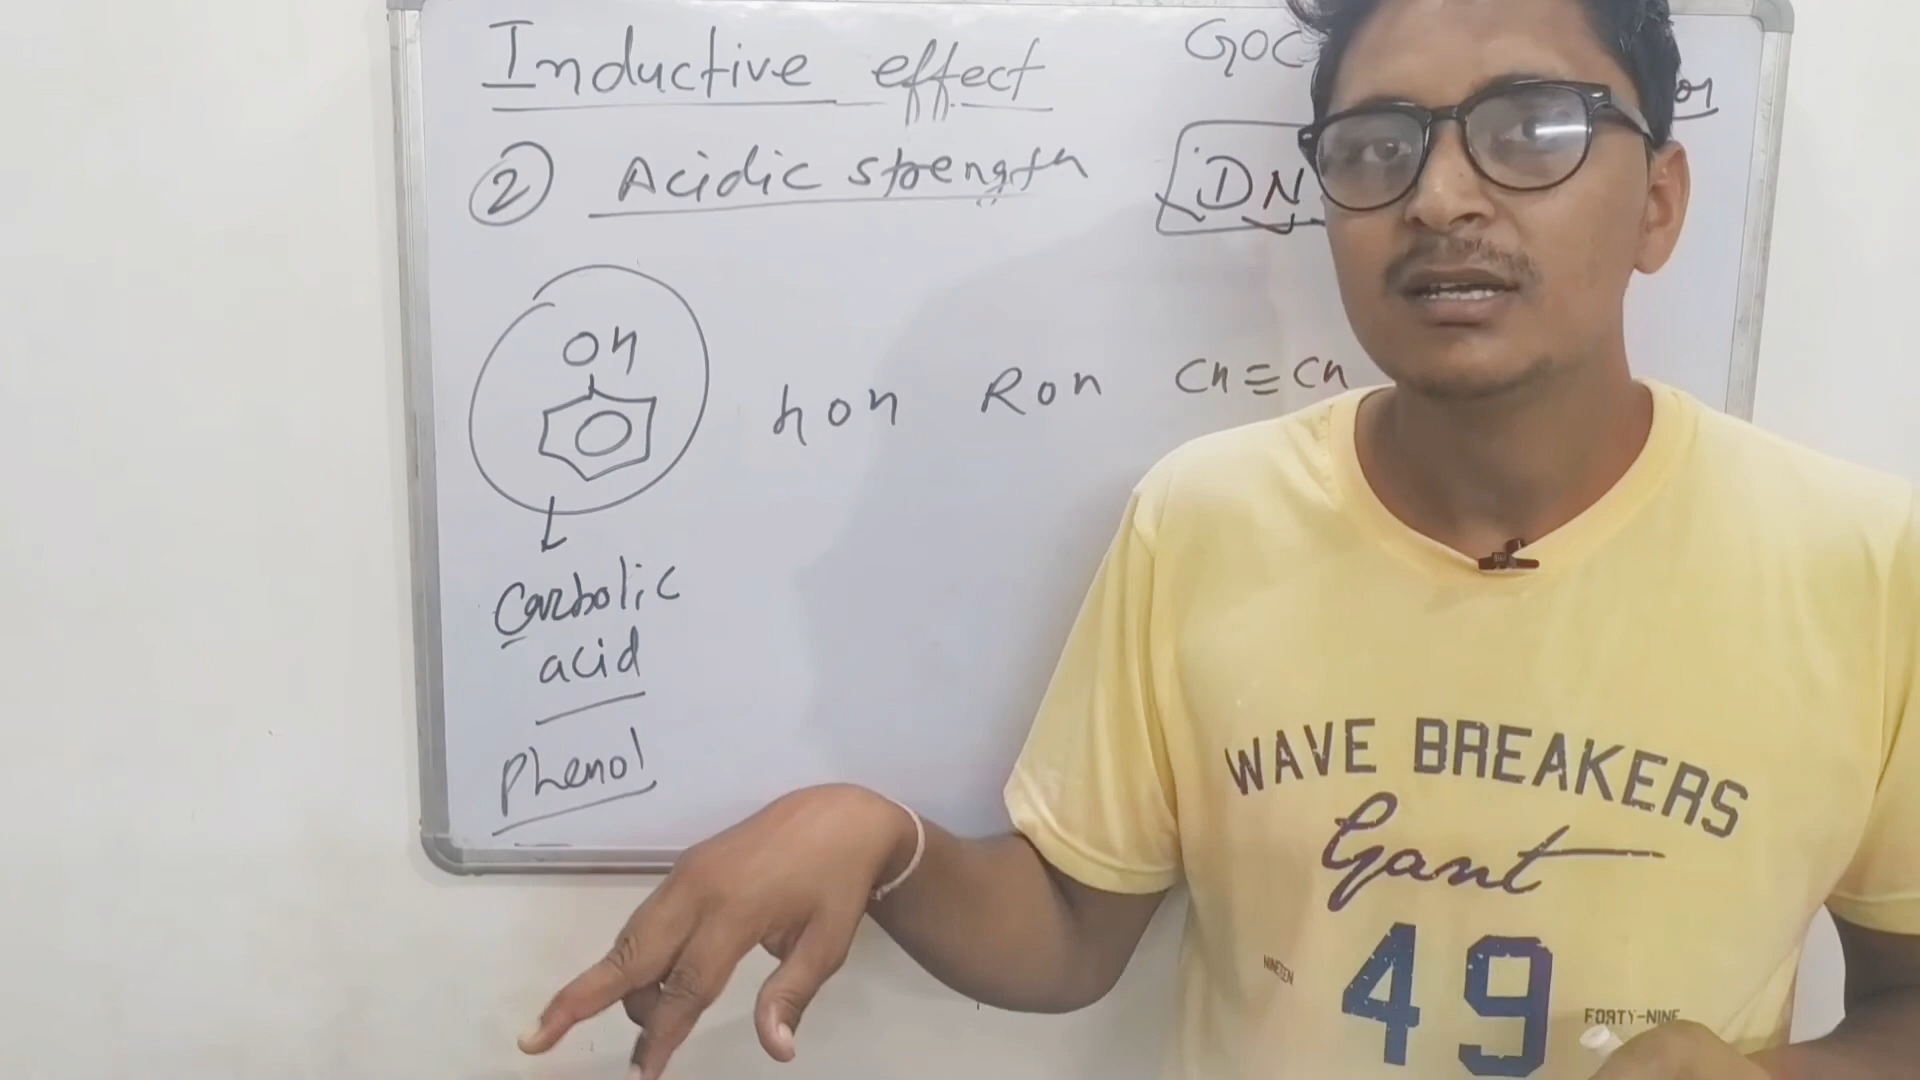 Inductive effect
GOC
② Acidic strength
DN
OH
HOH ROH CH≡CH
Carbolic
acid
Phenol
WAVE BREAKERS
Gant
NINETEEN
49
FORTY-NINE